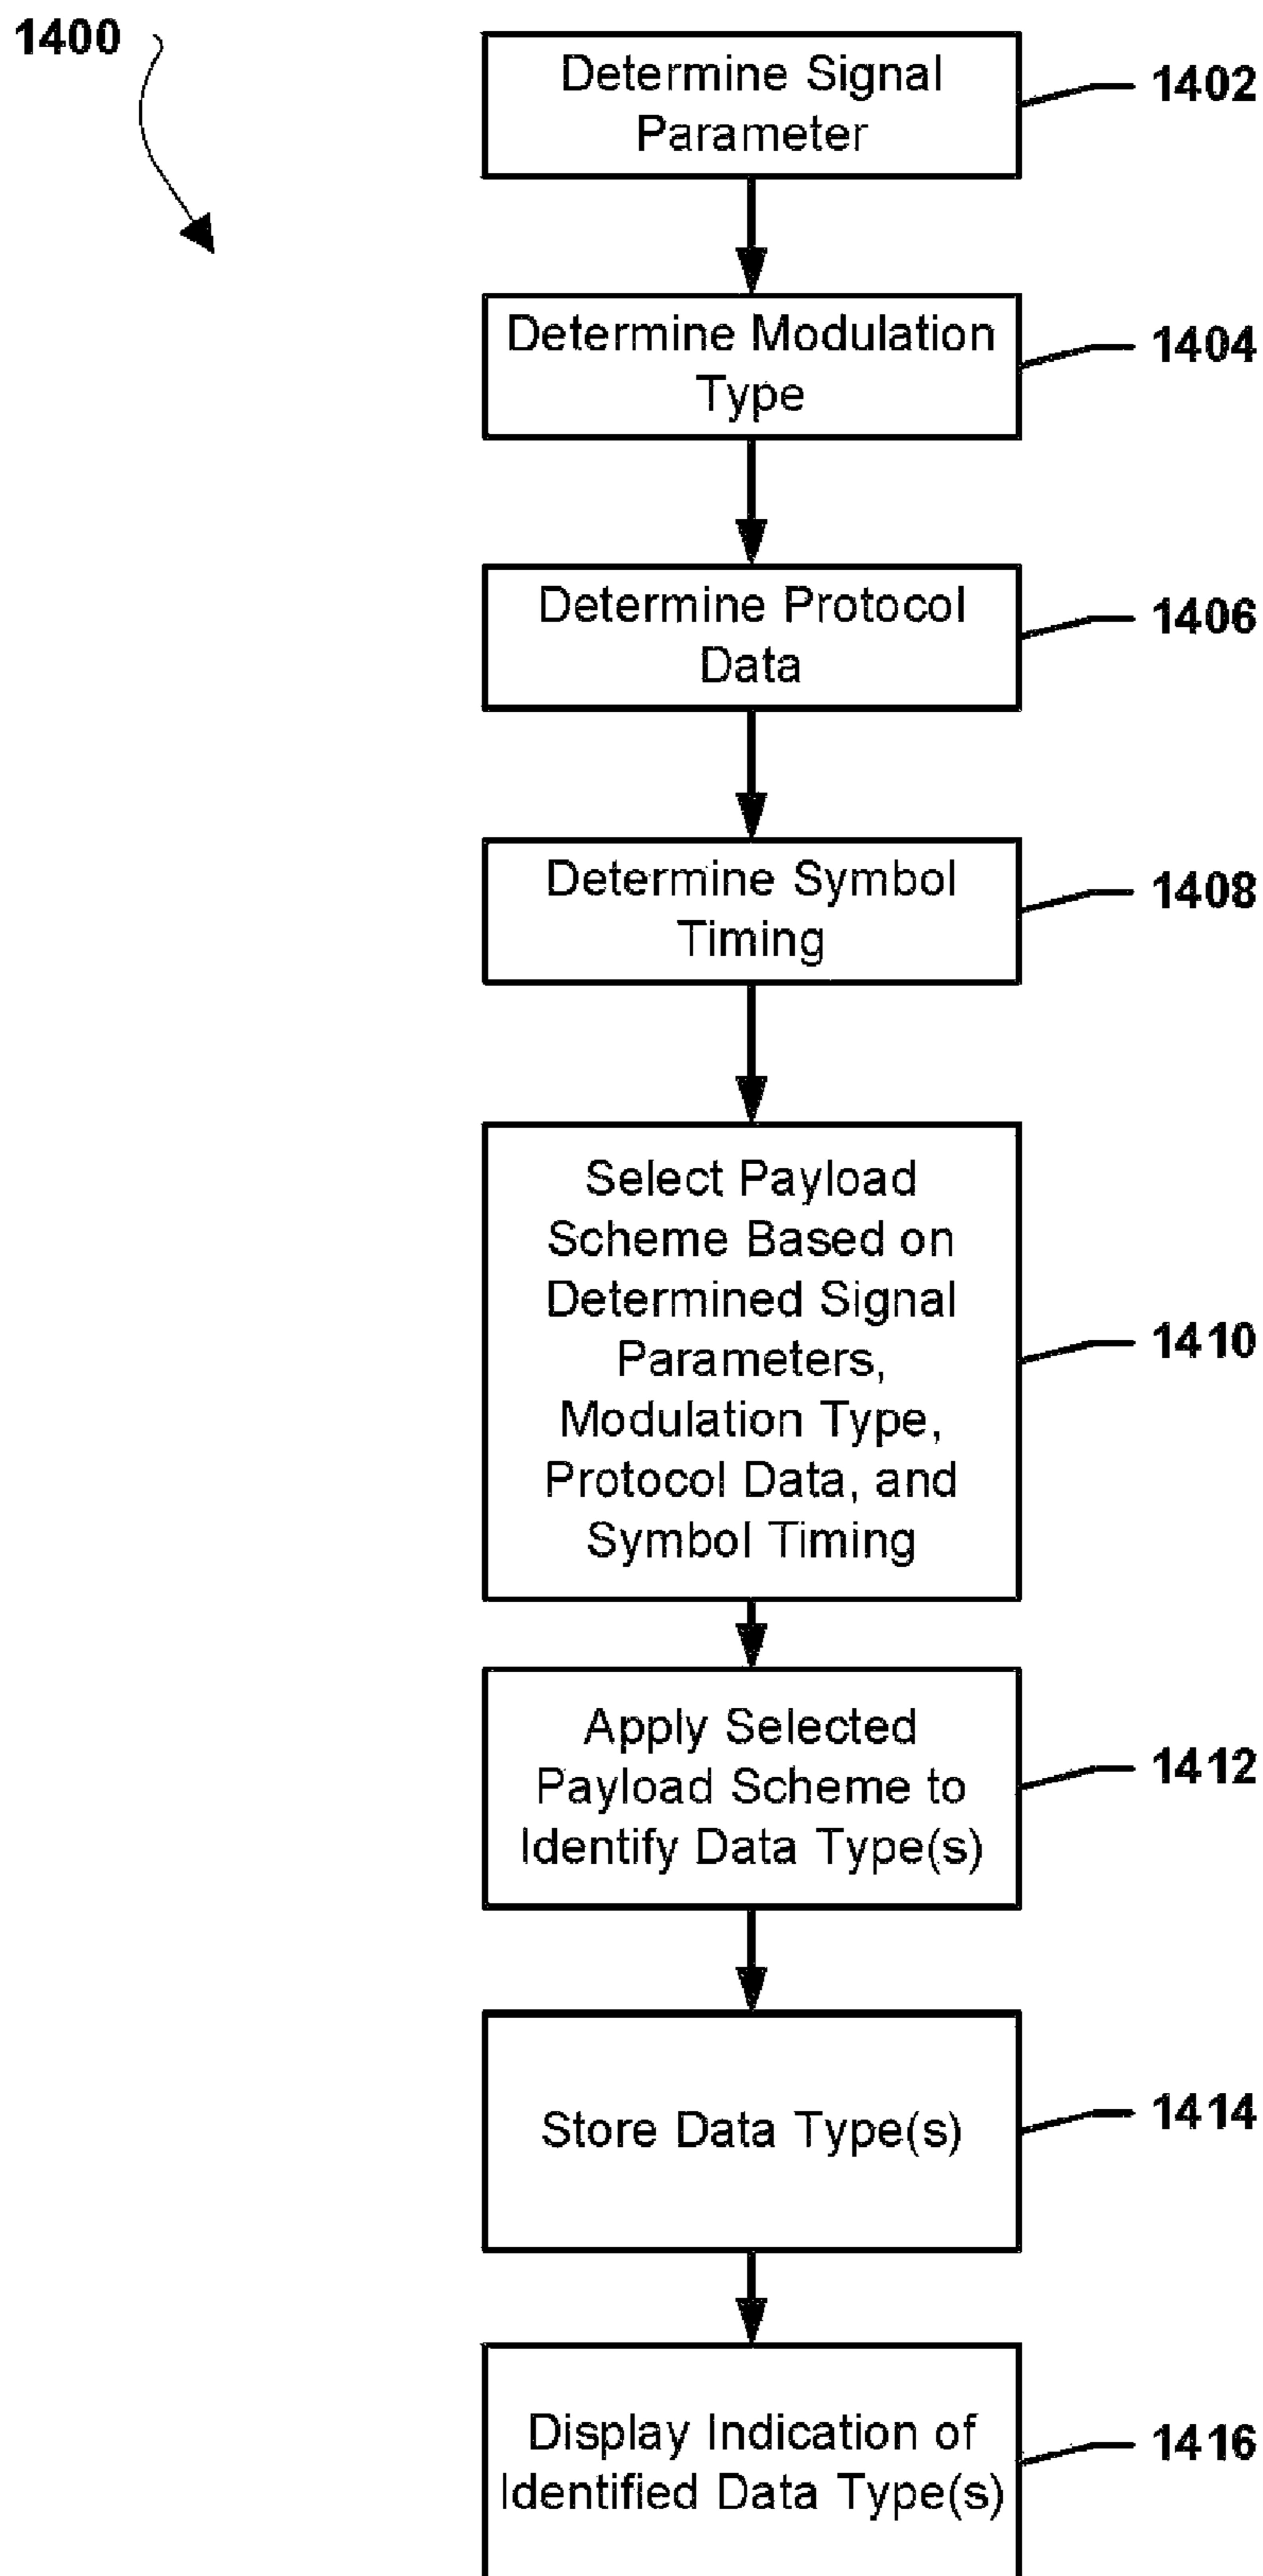 1400
Determine Signal
Parameter
1402
Determine Modulation
Type
1404
Determine Protocol
Data
1406
Determine Symbol
Timing
1408
Select Payload
Scheme Based on
Determined Signal
Parameters,
Modulation Type,
Protocol Data, and
Symbol Timing
1410
Apply Selected
Payload Scheme to
Identify Data Type(s)
1412
Store Data Type(s)
1414
Display Indication of
Identified Data Type(s)
1416